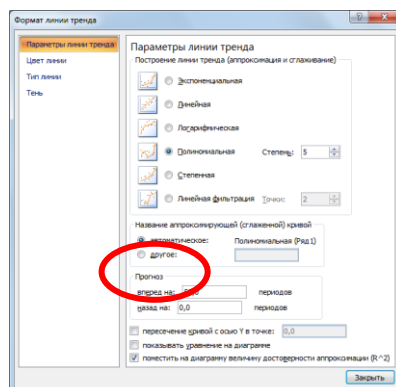 Формат линии тренда
Параметры линии тренда
Цвет линии
Тип линии
Тень
Параметры линии тренда
Построение линии тренда (аппроксимация и сглаживание)
Экспоненциальная
Линейная
Логарифмическая
Полиномиальная Степень: 5
Степенная
Линейная фильтрация Точки: 2
Название аппроксимирующей (сглаженной) кривой
автоматическое: Полиномиальная (Ряд1)
другое:
Прогноз
вперед на: периодов
назад на: 0,0 периодов
пересечение кривой с осью Y в точке: 0,0
показывать уравнение на диаграмме
поместить на диаграмму величину достоверности аппроксимации (R^2)
Закрыть